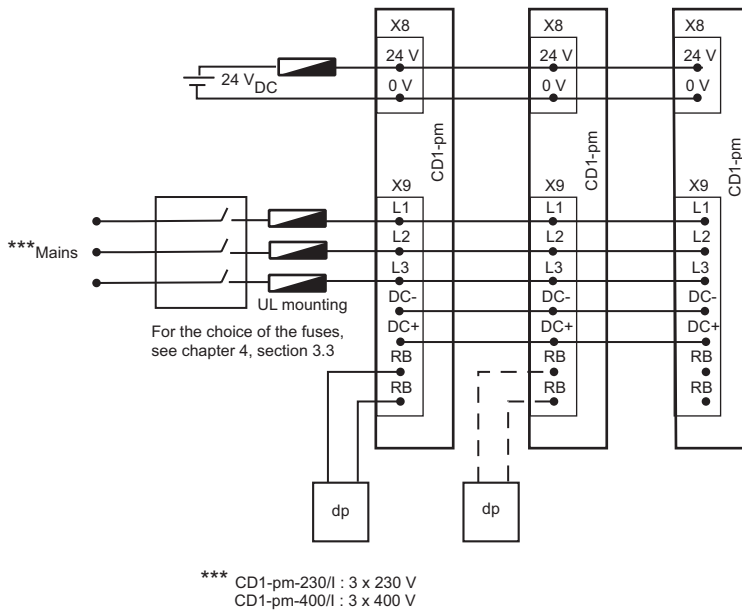 X8 X8 X8
24 V 24 V 24 V
24 VDC 0 V 0 V 0 V
CD1-pm CD1-pm CD1-pm
X9 X9 X9
L1 L1 L1
***Mains L2 L2 L2
L3 L3 L3
UL mounting DC- DC- DC-
For the choice of the fuses, DC+ DC+ DC+
see chapter 4, section 3.3
RB RB RB
RB RB RB
dp dp
*** CD1-pm-230/I : 3 x 230 V
CD1-pm-400/I : 3 x 400 V